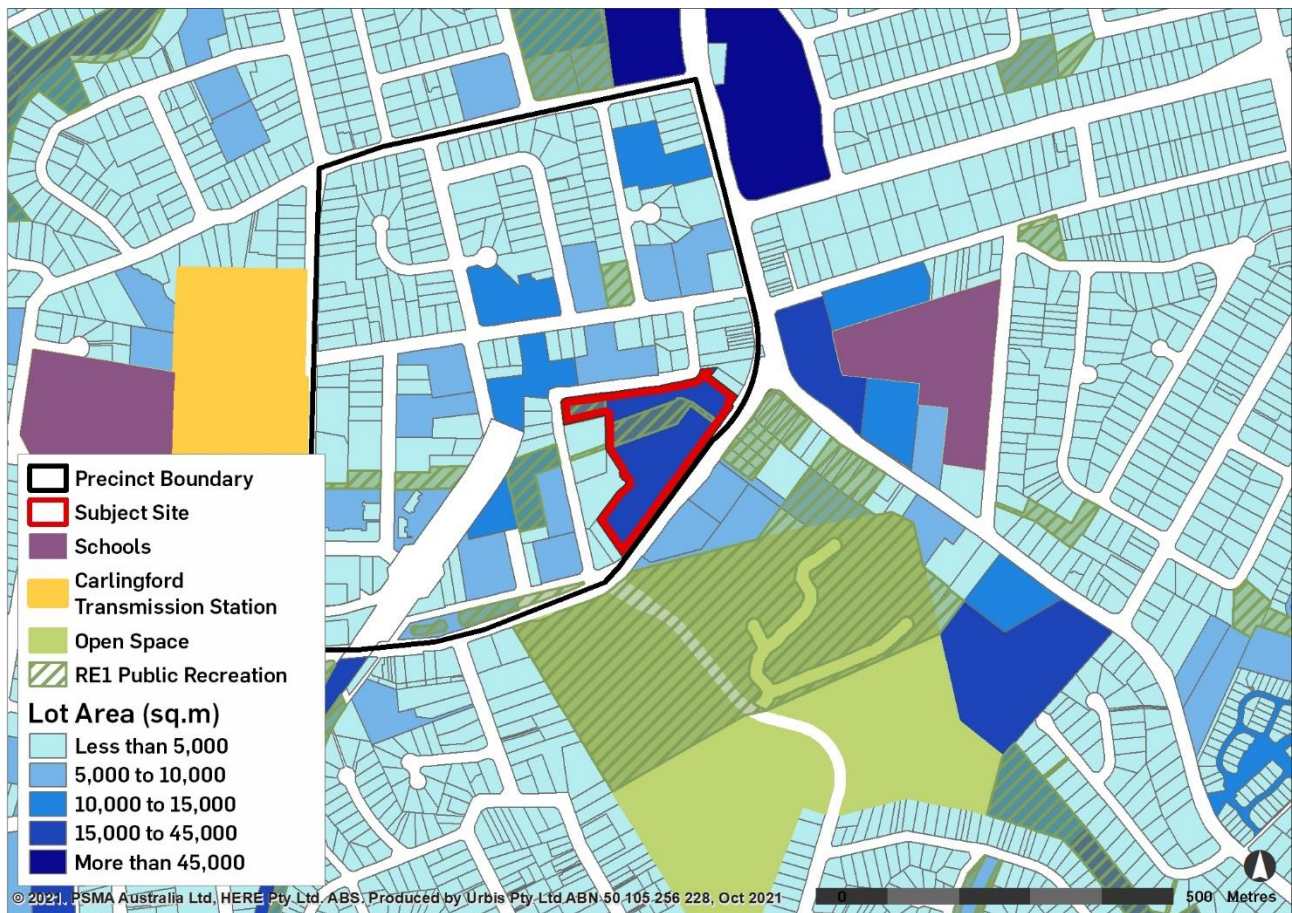 Precinct Boundary
Subject Site
Schools
Carlingford
Transmission Station
Open Space
RE1 Public Recreation
Lot Area (sq.m)
Less than 5,000
5,000 to 10,000
10,000 to 15,000
15,000 to 45,000
More than 45,000
© 2021. PSMA Australia Ltd, HERE Pty Ltd. ABS. Produced by Urbis Pty Ltd ABN 50 105 256 228, Oct 2021
0 500 Metres